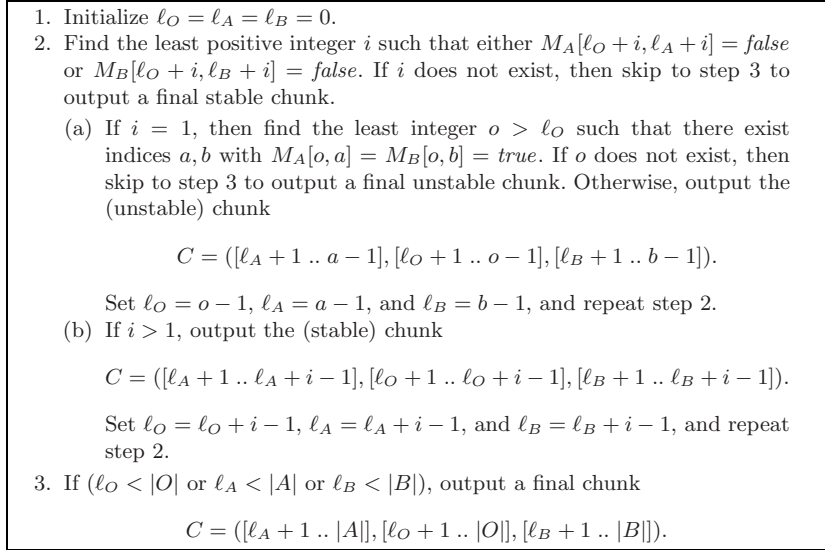 1. Initialize ℓ_O = ℓ_A = ℓ_B = 0.
2. Find the least positive integer i such that either M_A[ℓ_O + i, ℓ_A + i] = false
or M_B[ℓ_O + i, ℓ_B + i] = false. If i does not exist, then skip to step 3 to
output a final stable chunk.
(a) If i = 1, then find the least integer o > ℓ_O such that there exist
indices a, b with M_A[o, a] = M_B[o, b] = true. If o does not exist, then
skip to step 3 to output a final unstable chunk. Otherwise, output the
(unstable) chunk
C = ([ℓ_A + 1 .. a − 1], [ℓ_O + 1 .. o − 1], [ℓ_B + 1 .. b − 1]).
Set ℓ_O = o − 1, ℓ_A = a − 1, and ℓ_B = b − 1, and repeat step 2.
(b) If i > 1, output the (stable) chunk
C = ([ℓ_A + 1 .. ℓ_A + i − 1], [ℓ_O + 1 .. ℓ_O + i − 1], [ℓ_B + 1 .. ℓ_B + i − 1]).
Set ℓ_O = ℓ_O + i − 1, ℓ_A = ℓ_A + i − 1, and ℓ_B = ℓ_B + i − 1, and repeat
step 2.
3. If (ℓ_O < |O| or ℓ_A < |A| or ℓ_B < |B|), output a final chunk
C = ([ℓ_A + 1 .. |A|], [ℓ_O + 1 .. |O|], [ℓ_B + 1 .. |B|]).